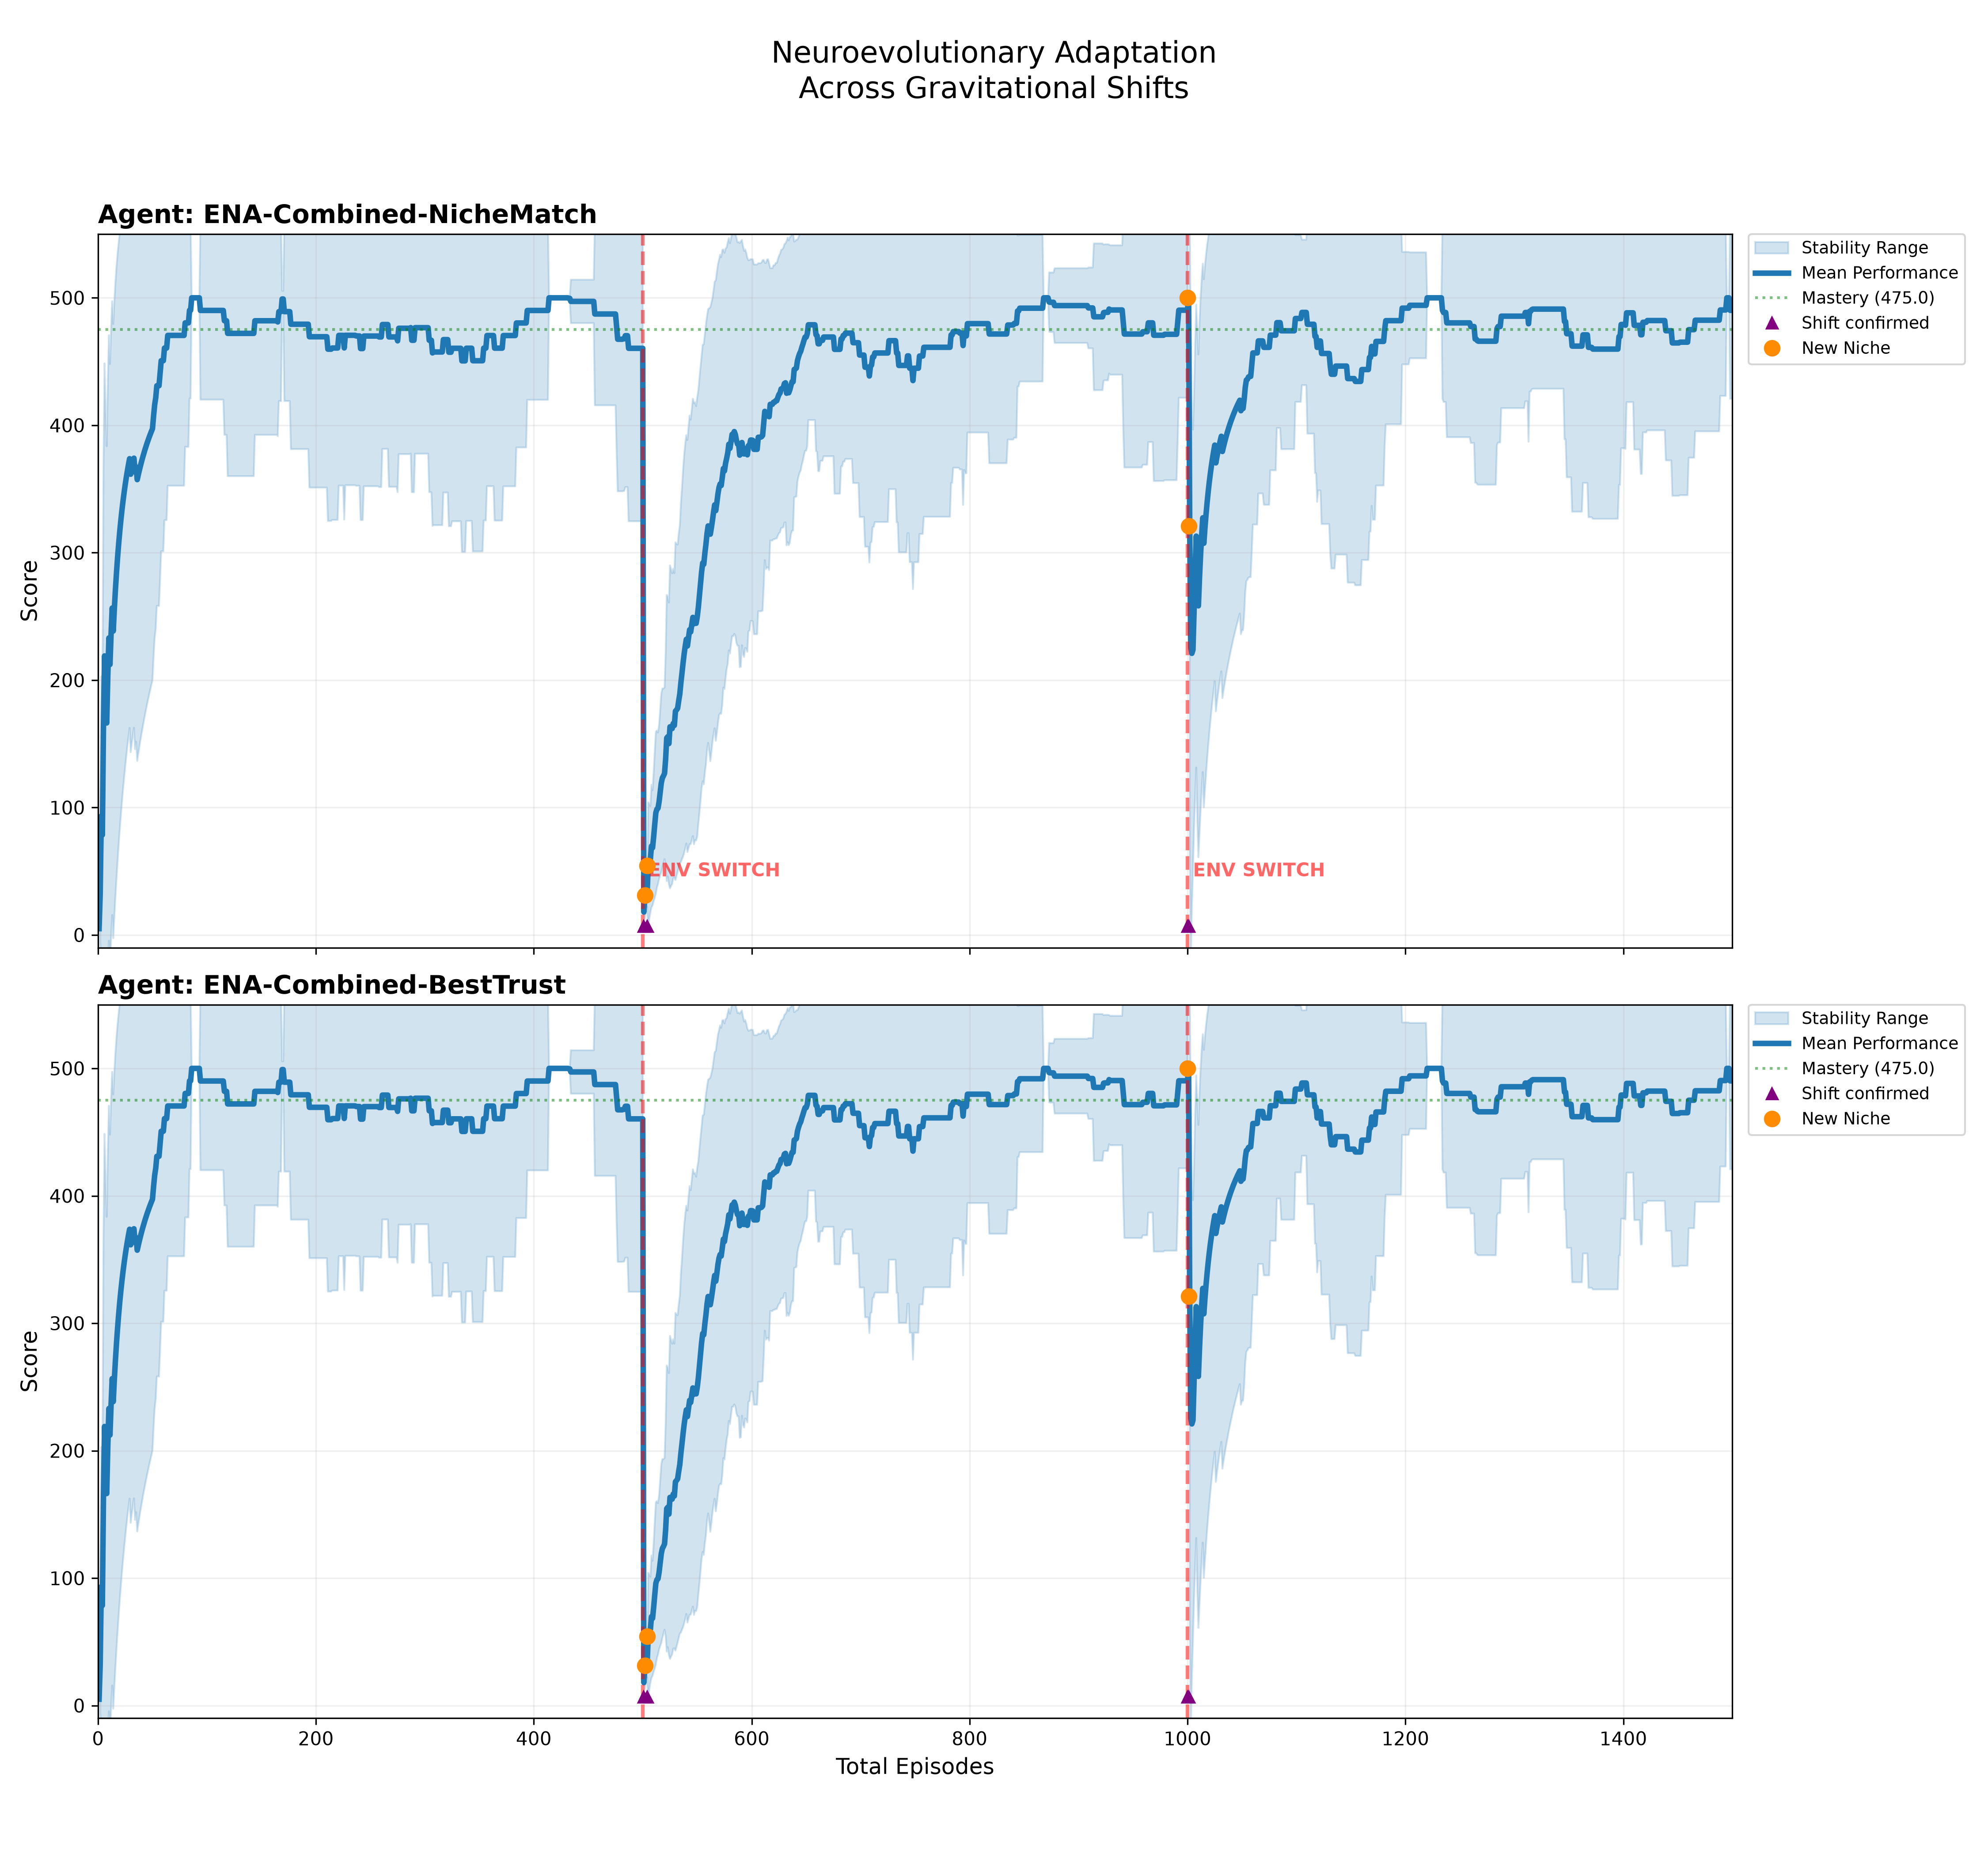 Neuroevolutionary Adaptation
Across Gravitational Shifts
Agent: ENA-Combined-NicheMatch
Stability Range
Mean Performance
Mastery (475.0)
Shift confirmed
New Niche
500
400
300
200
100
0
Score
ENV SWITCH
ENV SWITCH
Agent: ENA-Combined-BestTrust
Stability Range
Mean Performance
Mastery (475.0)
Shift confirmed
New Niche
500
400
300
200
100
0
Score
0 200 400 600 800 1000 1200 1400
Total Episodes